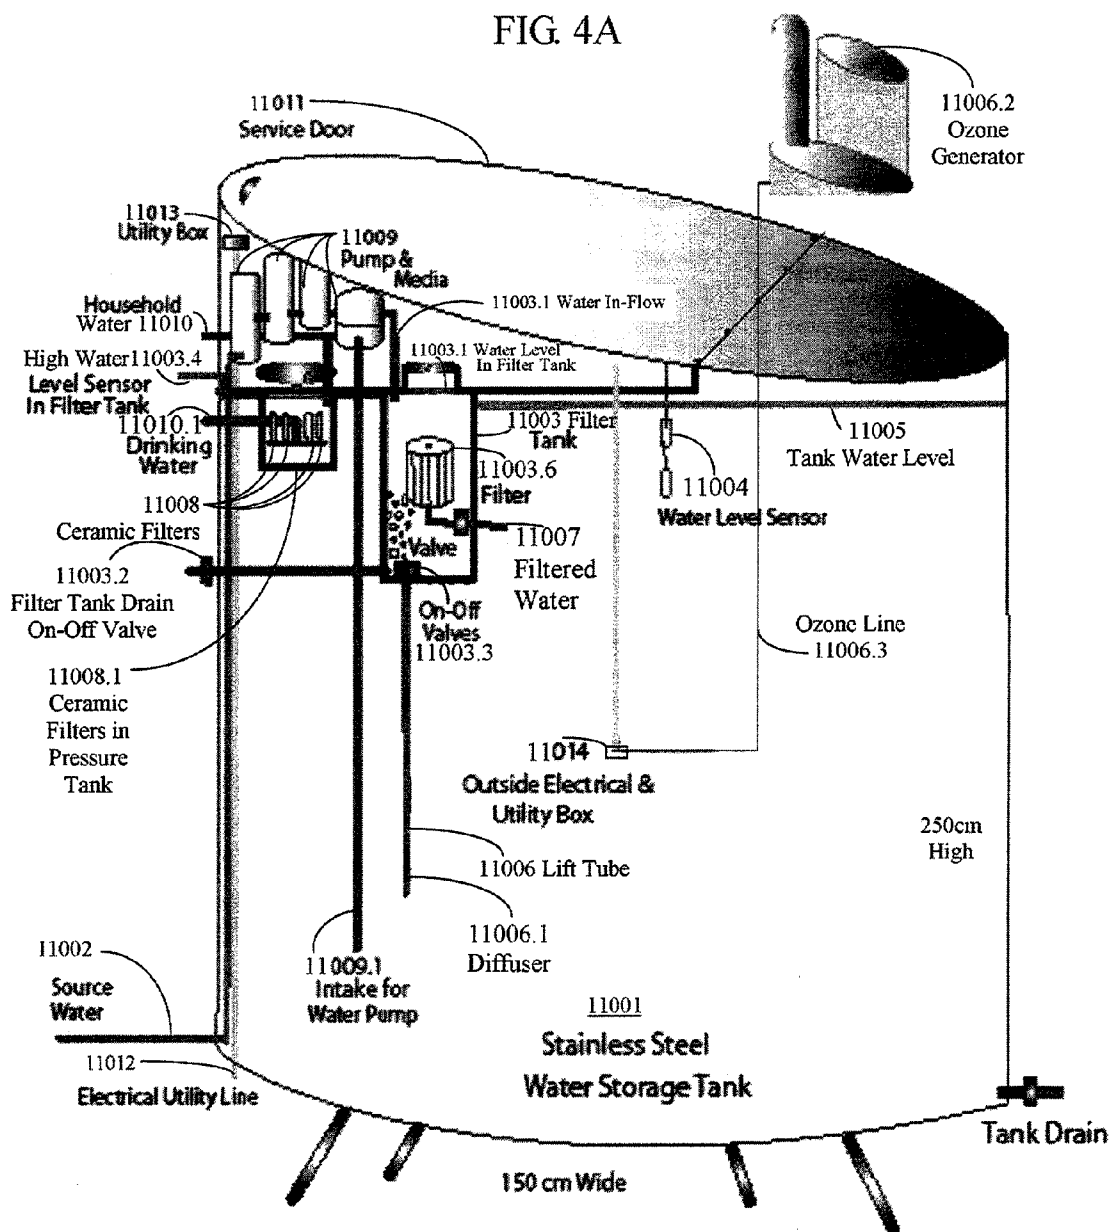 FIG. 4A
11011
Service Door
11006.2
Ozone
Generator
11013
Utility Box
11009
Pump &
Media
Household
Water 11010
11003.1 Water In-Flow
High Water 11003.4
Level Sensor
In Filter Tank
11003.1 Water Level
In Filter Tank
11010.1
Drinking
Water
11003 Filter
Tank
11005
Tank Water Level
11003.6
Filter
11004
Water Level Sensor
11008
Ceramic Filters
11007
Filtered
Water
Valve
11003.2
Filter Tank Drain
On-Off Valve
On-Off
Valves
11003.3
Ozone Line
11006.3
11008.1
Ceramic
Filters in
Pressure
Tank
11014
Outside Electrical &
Utility Box
250cm
High
11006 Lift Tube
11006.1
Diffuser
11002
Source
Water
11009.1
Intake for
Water Pump
11001
Stainless Steel
Water Storage Tank
11012
Electrical Utility Line
Tank Drain
150 cm Wide